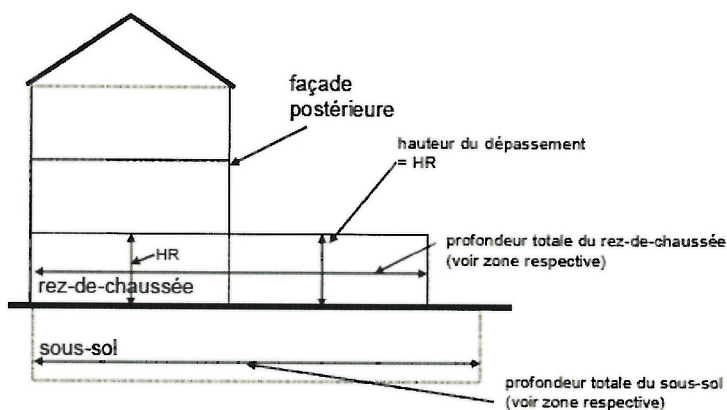 façade
postérieure
hauteur du dépassement
= HR
profondeur totale du rez-de-chaussée
(voir zone respective)
HR
rez-de-chaussée
sous-sol
profondeur totale du sous-sol
(voir zone respective)